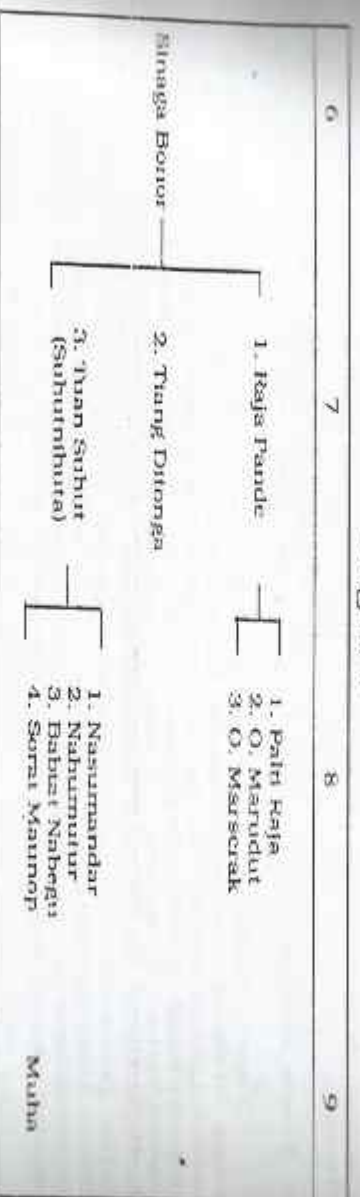 6 7 8 9
Sinaga Bonor
1. Raja Pande
2. Tiang Ditonga
3. Tuan Suhut
(Suhutnihuta)
1. Palti Raja
2. O. Marudut
3. O. Marserak
1. Nasumandar
2. Nahumutur
3. Babiat Nabegu
4. Sorai Maunop
Muha